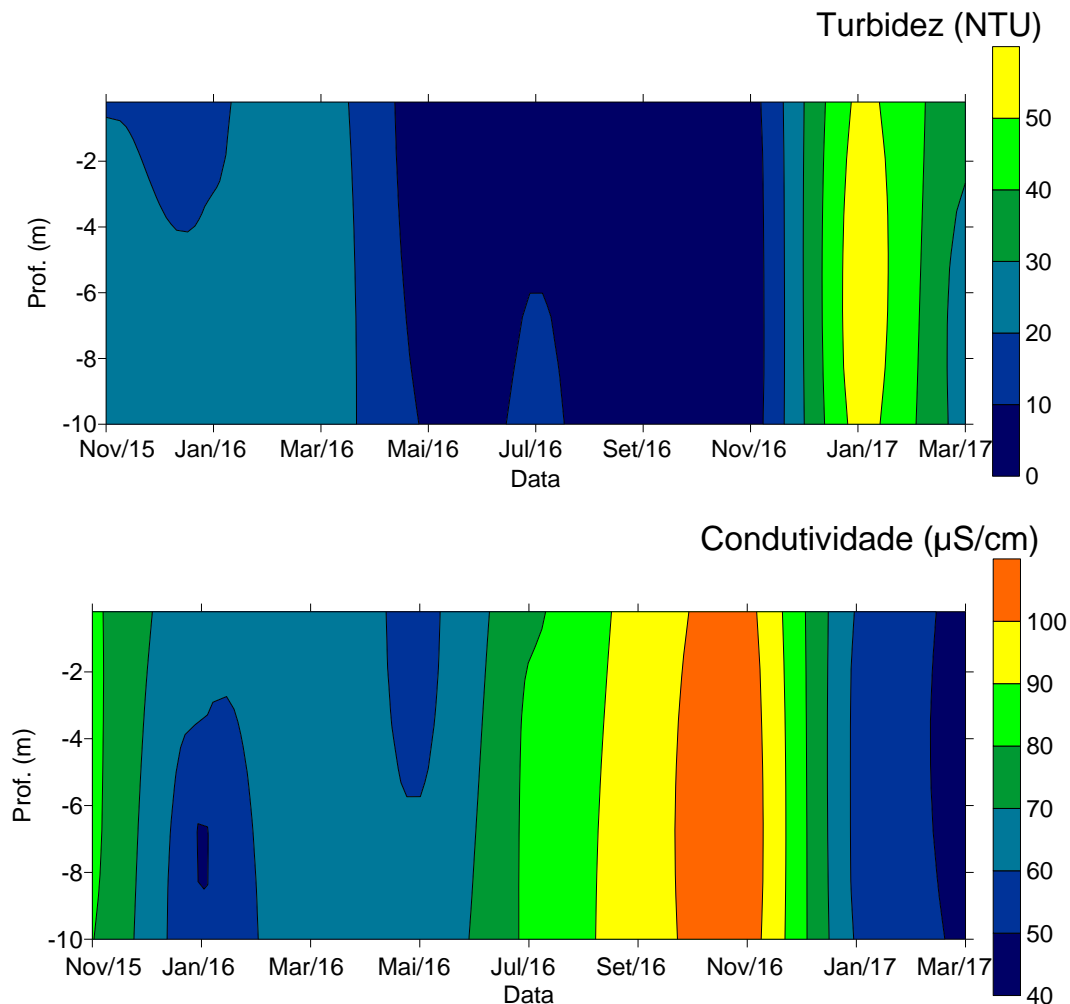 Turbidez (NTU)
50
40
30
20
10
0
-2
-4
-6
-8
-10
Prof. (m)
Nov/15 Jan/16 Mar/16 Mai/16 Jul/16 Set/16 Nov/16 Jan/17 Mar/17
Data
Condutividade (µS/cm)
100
90
80
70
60
50
40
-2
-4
-6
-8
-10
Prof. (m)
Nov/15 Jan/16 Mar/16 Mai/16 Jul/16 Set/16 Nov/16 Jan/17 Mar/17
Data